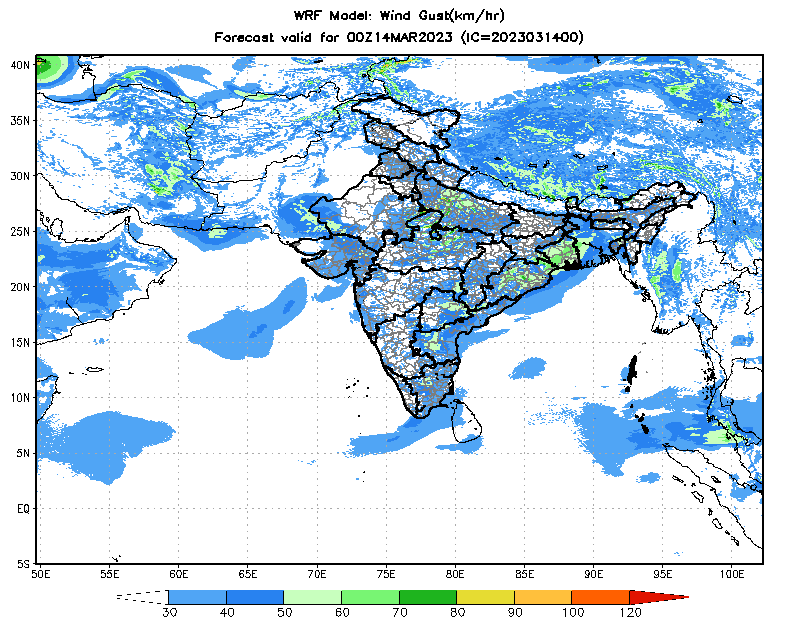 WRF Model: Wind Gust(km/hr)
Forecast valid for 00Z14MAR2023 (IC=2023031400)
40N
35N
30N
25N
20N
15N
10N
5N
EQ
5S
50E 55E 60E 65E 70E 75E 80E 85E 90E 95E 100E
30 40 50 60 70 80 90 100 120